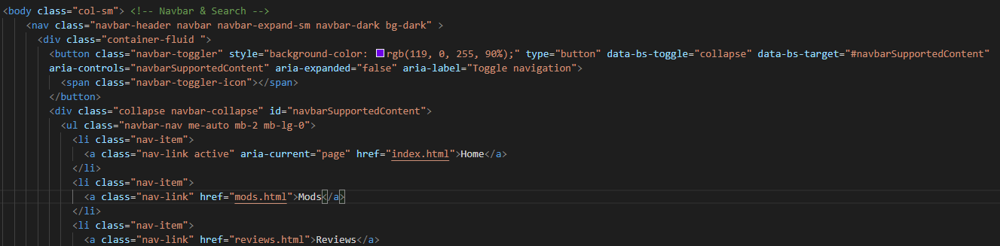 <body class="col-sm"> <!-- Navbar & Search -->
<nav class="navbar-header navbar navbar-expand-sm navbar-dark bg-dark" >
<div class="container-fluid ">
<button class="navbar-toggler" style="background-color: rgb(119, 0, 255, 90%);" type="button" data-bs-toggle="collapse" data-bs-target="#navbarSupportedContent"
aria-controls="navbarSupportedContent" aria-expanded="false" aria-label="Toggle navigation">
<span class="navbar-toggler-icon"></span>
</button>
<div class="collapse navbar-collapse" id="navbarSupportedContent">
<ul class="navbar-nav me-auto mb-2 mb-lg-0">
<li class="nav-item">
<a class="nav-link active" aria-current="page" href="index.html">Home</a>
</li>
<li class="nav-item">
<a class="nav-link" href="mods.html">Mods</a>
</li>
<li class="nav-item">
<a class="nav-link" href="reviews.html">Reviews</a>